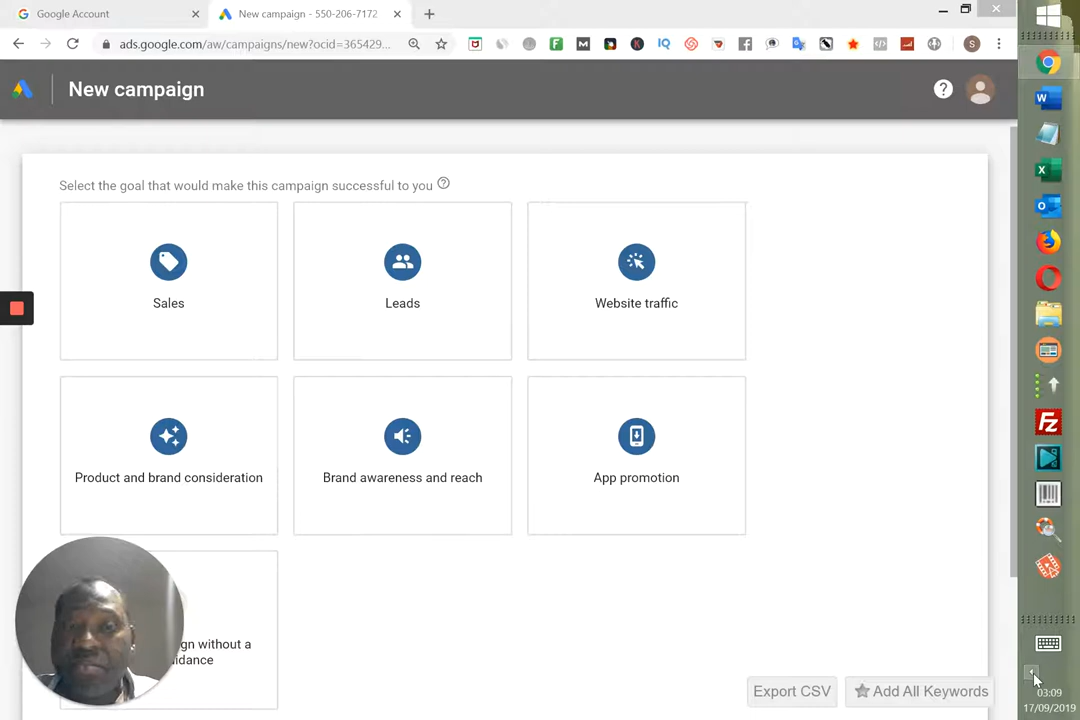 Google Account
New campaign - 550-206-7172
ads.google.com/aw/campaigns/new?ocid=365429...
New campaign
Select the goal that would make this campaign successful to you
Sales
Leads
Website traffic
Product and brand consideration
Brand awareness and reach
App promotion
gn without a
idance
Export CSV
Add All Keywords
03:09
17/09/2019